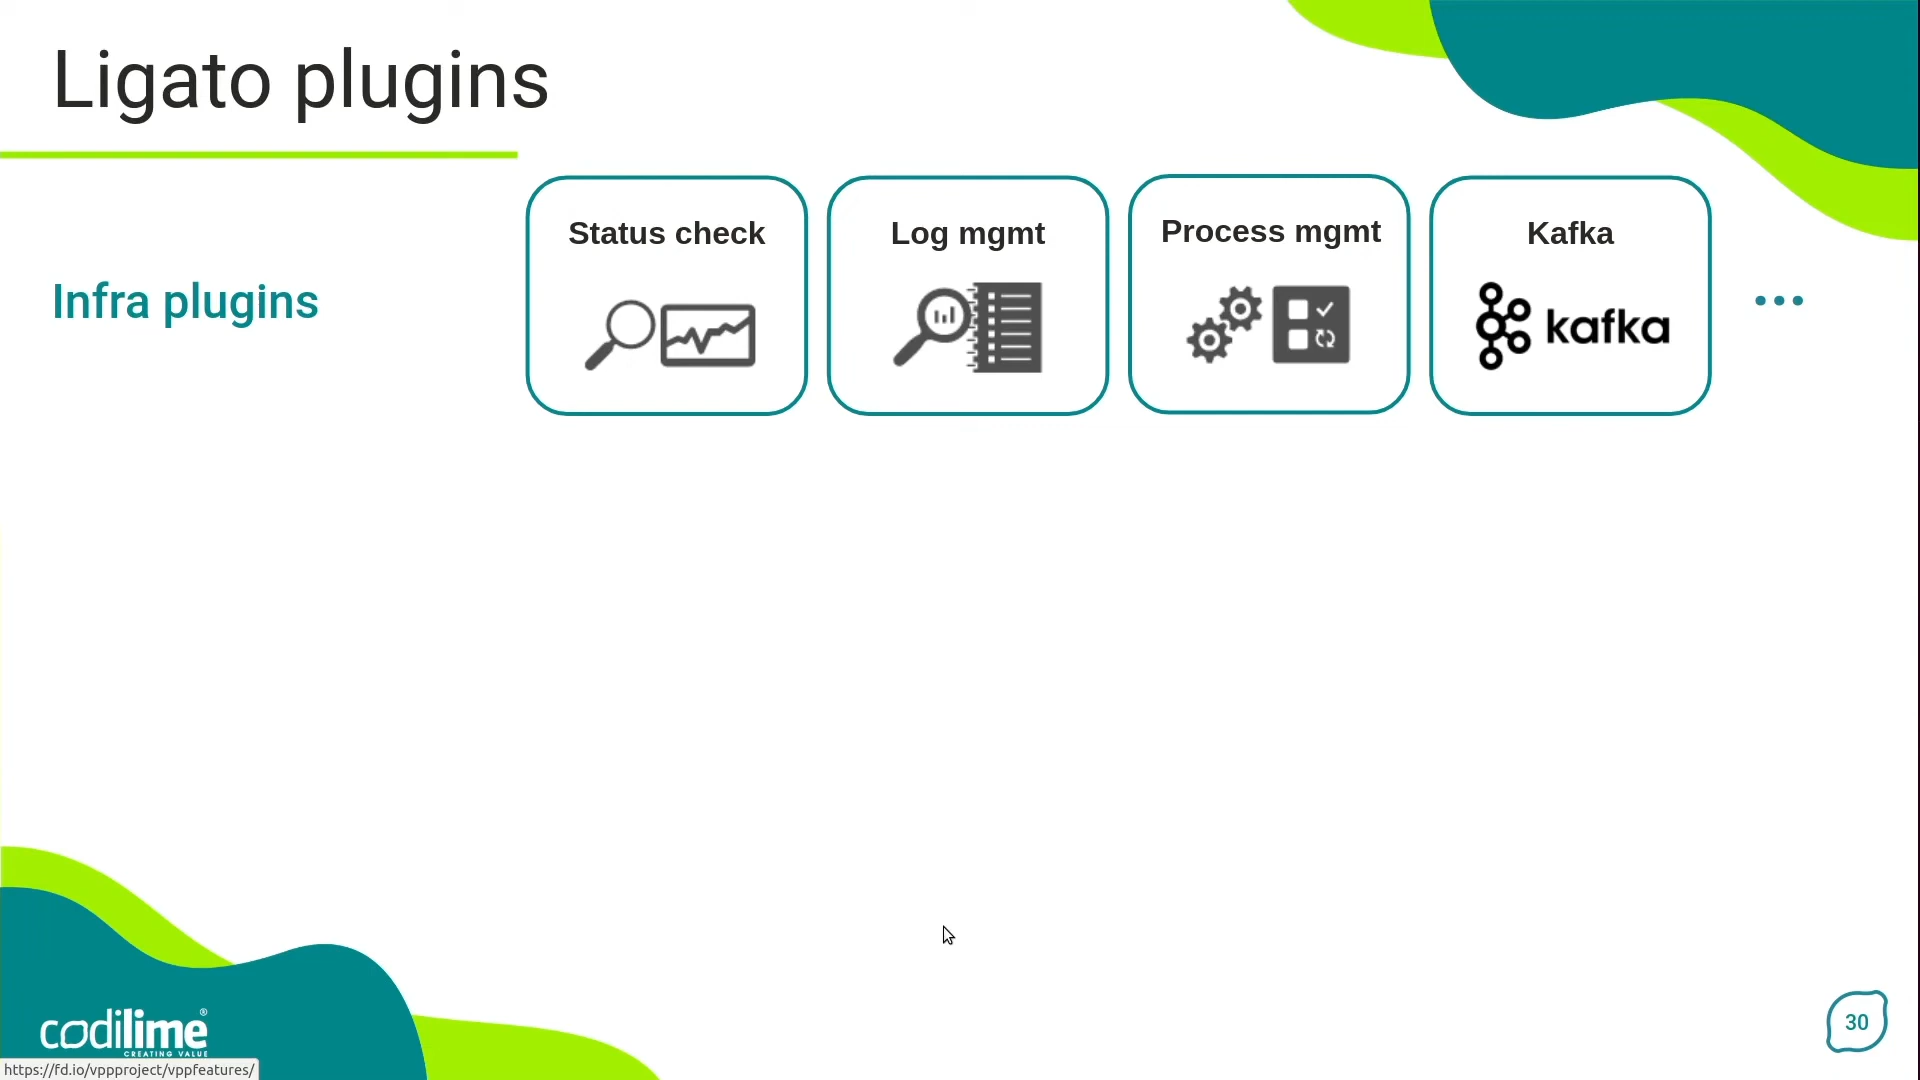 Ligato plugins
Status check
Log mgmt
Process mgmt
Kafka
Infra plugins
kafka
codilime®
CREATING VALUE
30
https://fd.io/vppproject/vppfeatures/